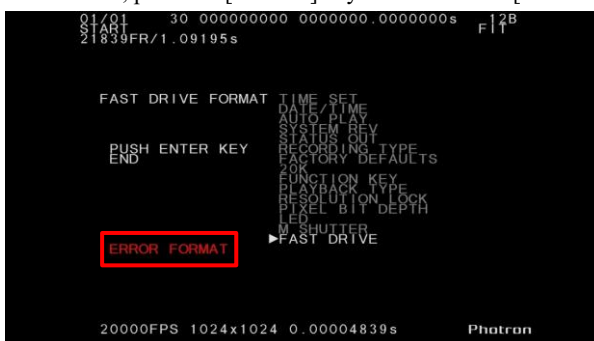 01/01 30 000000000 0000000.0000000s 12B
START FIT
21839FR/1.09195s
FAST DRIVE FORMAT TIME SET
DATE/TIME
AUTO PLAY
SYSTEM REV
STATUS OUT
PUSH ENTER KEY RECORDING TYPE
END FACTORY DEFAULTS
20K
FUNCTION KEY
PLAYBACK TYPE
RESOLUTION LOCK
PIXEL BIT DEPTH
LED
M SHUTTER
ERROR FORMAT ►FAST DRIVE
20000FPS 1024x1024 0.00004839s Photron